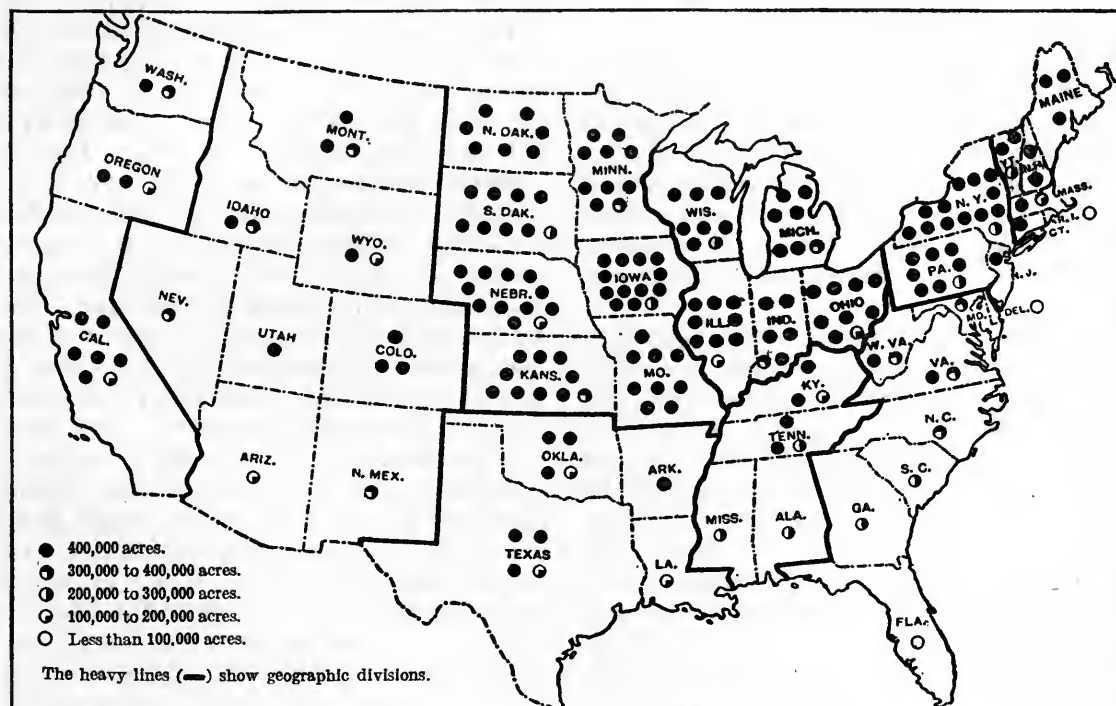 WASH.
OREGON
MONT.
IDAHO
WYO.
NEV.
UTAH
COLO.
CAL.
ARIZ.
N. MEX.
N. DAK.
S. DAK.
NEBR.
KANS.
OKLA.
TEXAS
MINN.
IOWA
MO.
ARK.
LA.
WIS.
MICH.
ILL.
IND.
OHIO
KY.
TENN.
MISS.
ALA.
MAINE
VT.
N.H.
MASS.
R. I.
CT.
N. Y.
PA.
N. J.
DEL.
MD.
W. VA.
VA.
N. C.
S. C.
GA.
FLA.
400,000 acres.
300,000 to 400,000 acres.
200,000 to 300,000 acres.
100,000 to 200,000 acres.
Less than 100,000 acres.
The heavy lines (▬) show geographic divisions.